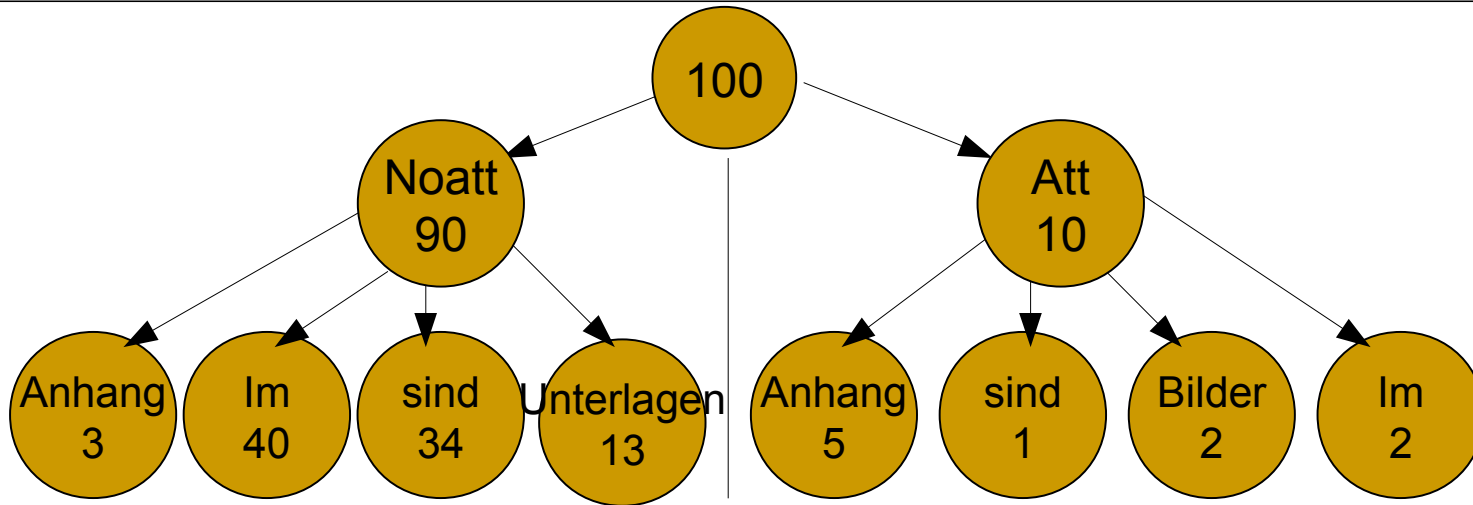 100
Noatt
90
Att
10
Anhang
3
Im
40
sind
34
Unterlagen
13
Anhang
5
sind
1
Bilder
2
Im
2